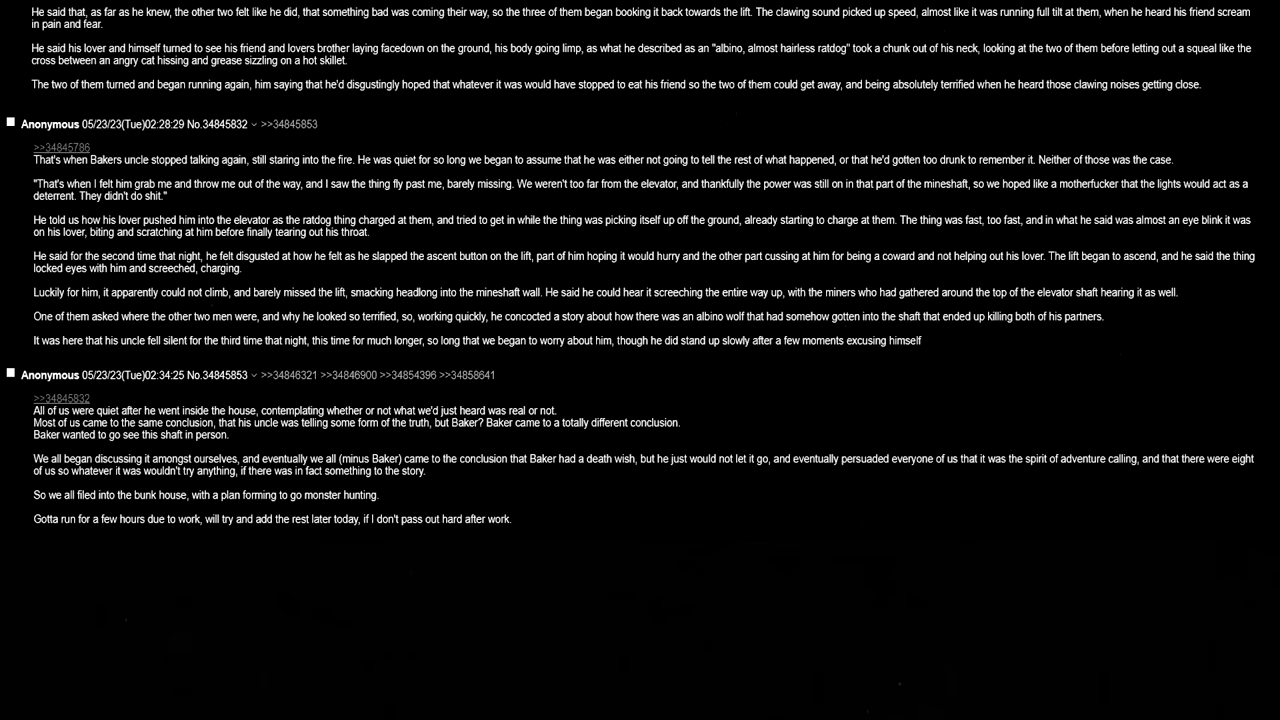 He said that, as far as he knew, the other two felt like he did, that something bad was coming their way, so the three of them began booking it back towards the lift. The clawing sound picked up speed, almost like it was running full tilt at them, when he heard his friend scream
in pain and fear.
He said his lover and himself turned to see his friend and lovers brother laying facedown on the ground, his body going limp, as what he described as an "albino, almost hairless ratdog" took a chunk out of his neck, looking at the two of them before letting out a squeal like the
cross between an angry cat hissing and grease sizzling on a hot skillet.
The two of them turned and began running again, him saying that he'd disgustingly hoped that whatever it was would have stopped to eat his friend so the two of them could get away, and being absolutely terrified when he heard those clawing noises getting close.
Anonymous 05/23/23(Tue)02:28:29 No.34845832 >>34845853
>>34845786
That's when Bakers uncle stopped talking again, still staring into the fire. He was quiet for so long we began to assume that he was either not going to tell the rest of what happened, or that he'd gotten too drunk to remember it. Neither of those was the case.
"That's when I felt him grab me and throw me out of the way, and I saw the thing fly past me, barely missing. We weren't too far from the elevator, and thankfully the power was still on in that part of the mineshaft, so we hoped like a motherfucker that the lights would act as a
deterrent. They didn't do shit."
He told us how his lover pushed him into the elevator as the ratdog thing charged at them, and tried to get in while the thing was picking itself up off the ground, already starting to charge at them. The thing was fast, too fast, and in what he said was almost an eye blink it was
on his lover, biting and scratching at him before finally tearing out his throat.
He said for the second time that night, he felt disgusted at how he felt as he slapped the ascent button on the lift, part of him hoping it would hurry and the other part cussing at him for being a coward and not helping out his lover. The lift began to ascend, and he said the thing
locked eyes with him and screeched, charging.
Luckily for him, it apparently could not climb, and barely missed the lift, smacking headlong into the mineshaft wall. He said he could hear it screeching the entire way up, with the miners who had gathered around the top of the elevator shaft hearing it as well.
One of them asked where the other two men were, and why he looked so terrified, so, working quickly, he concocted a story about how there was an albino wolf that had somehow gotten into the shaft that ended up killing both of his partners.
It was here that his uncle fell silent for the third time that night, this time for much longer, so long that we began to worry about him, though he did stand up slowly after a few moments excusing himself
Anonymous 05/23/23(Tue)02:34:25 No.34845853 >>34846321 >>34846900 >>34854396 >>34858641
>>34845832
All of us were quiet after he went inside the house, contemplating whether or not what we'd just heard was real or not.
Most of us came to the same conclusion, that his uncle was telling some form of the truth, but Baker? Baker came to a totally different conclusion.
Baker wanted to go see this shaft in person.
We all began discussing it amongst ourselves, and eventually we all (minus Baker) came to the conclusion that Baker had a death wish, but he just would not let it go, and eventually persuaded everyone of us that it was the spirit of adventure calling, and that there were eight
of us so whatever it was wouldn't try anything, if there was in fact something to the story.
So we all filed into the bunk house, with a plan forming to go monster hunting.
Gotta run for a few hours due to work, will try and add the rest later today, if I don't pass out hard after work.